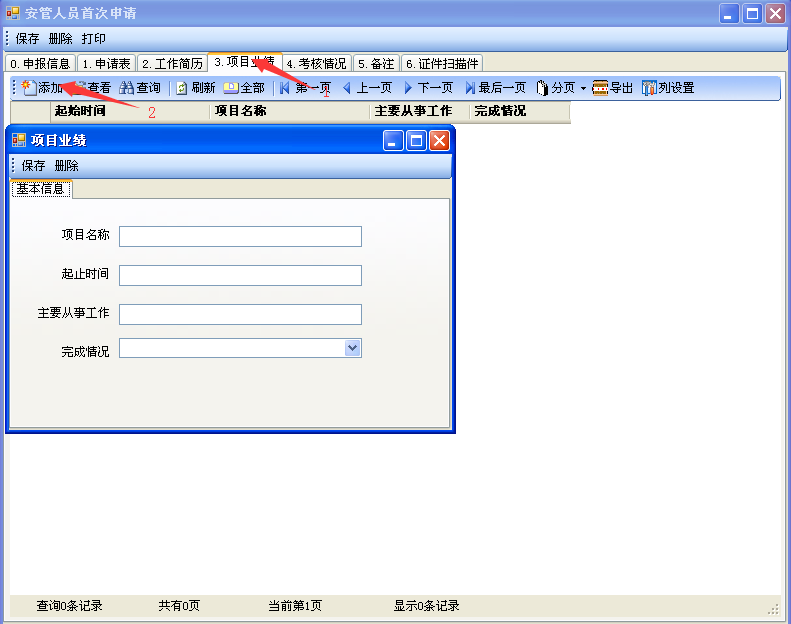 安管人员首次申请
保存 删除 打印
0.申报信息 1.申请表 2.工作简历 3.项目业绩 4.考核情况 5.备注 6.证件扫描件
添加 查看 查询 刷新 全部 第一页 上一页 下一页 最后一页 分页 导出 列设置
1
2
起始时间 项目名称 主要从事工作 完成情况
项目业绩
保存 删除
基本信息
项目名称
起止时间
主要从事工作
完成情况
查询0条记录 共有0页 当前第1页 显示0条记录